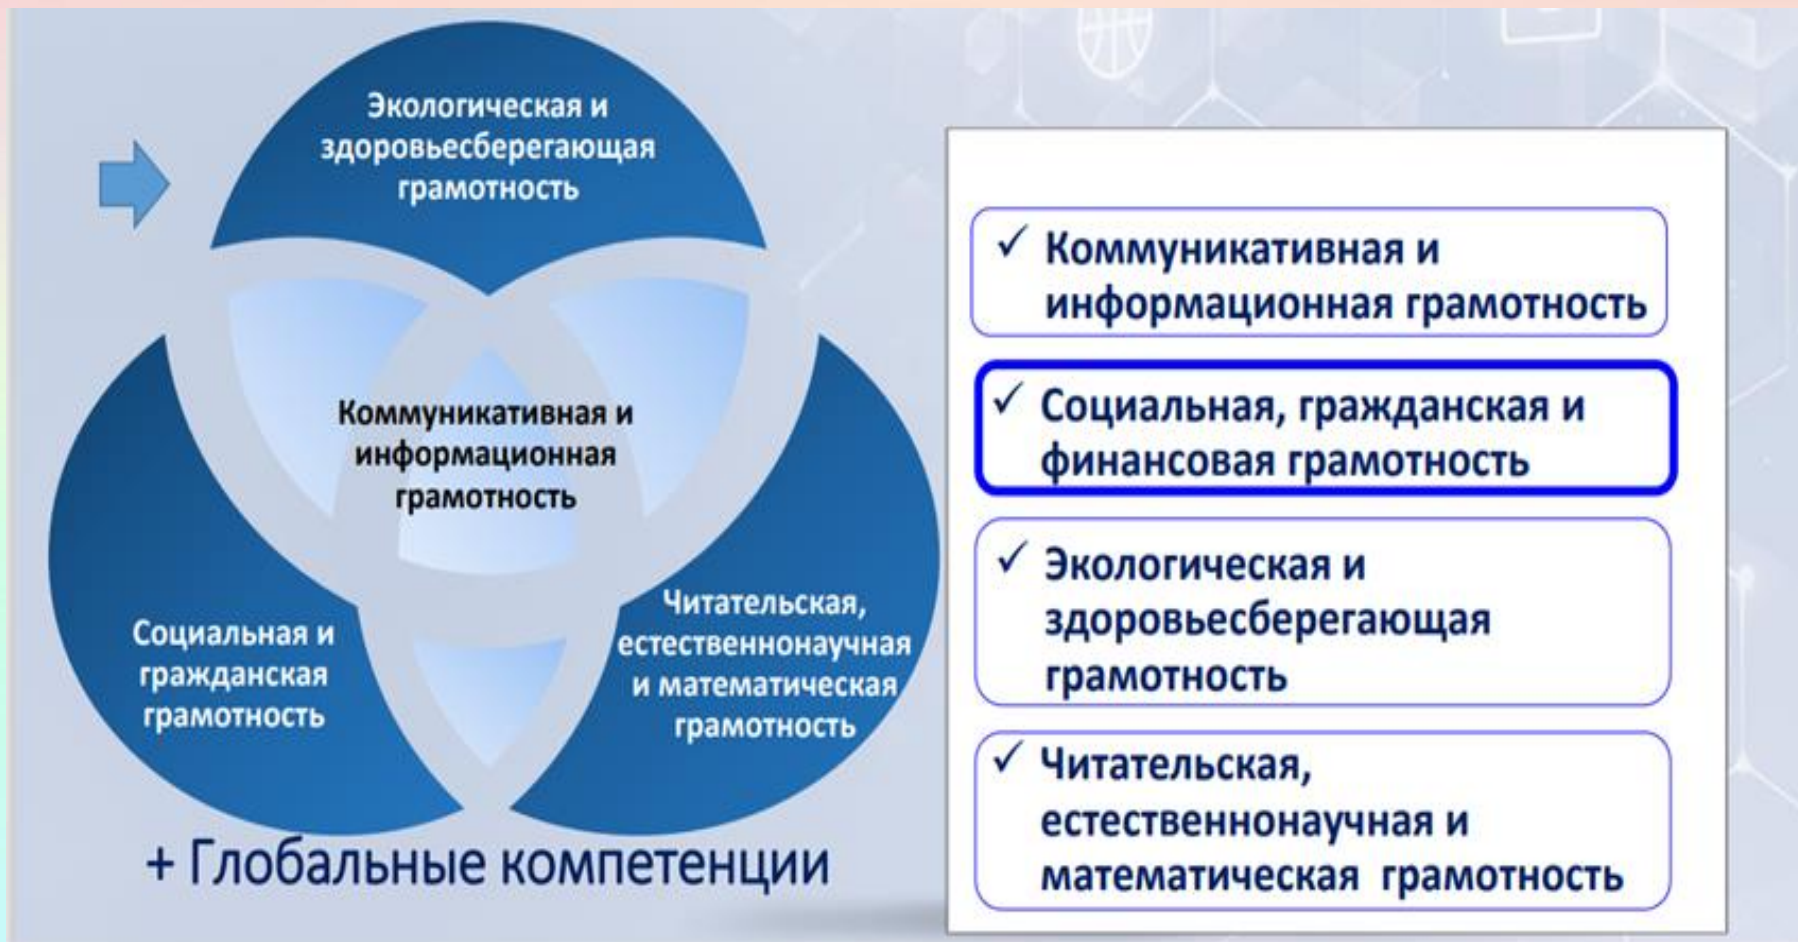 Экологическая и
здоровьесберегающая
грамотность
Коммуникативная и
информационная
грамотность
Социальная и
гражданская
грамотность
Читательская,
естественнонаучная
и математическая
грамотность
+ Глобальные компетенции
✓ Коммуникативная и
информационная грамотность
✓ Социальная, гражданская и
финансовая грамотность
✓ Экологическая и
здоровьесберегающая
грамотность
✓ Читательская,
естественнонаучная и
математическая грамотность